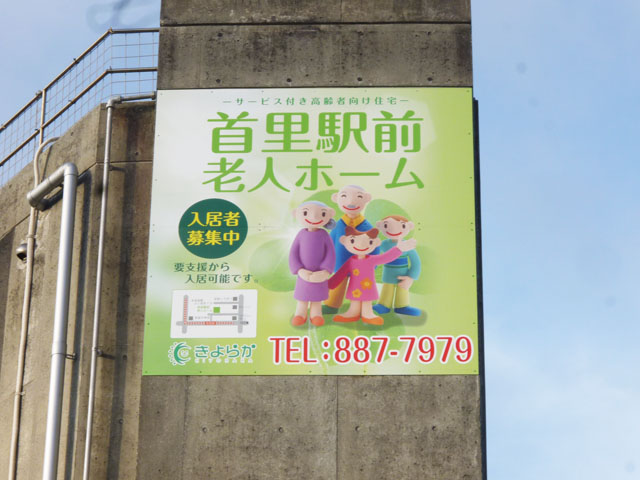 ーサービス付き高齢者向け住宅ー
首里駅前
老人ホーム
入居者
募集中
要支援から
入居可能です。
きよらか
KIYORAKA
TEL:887-7979